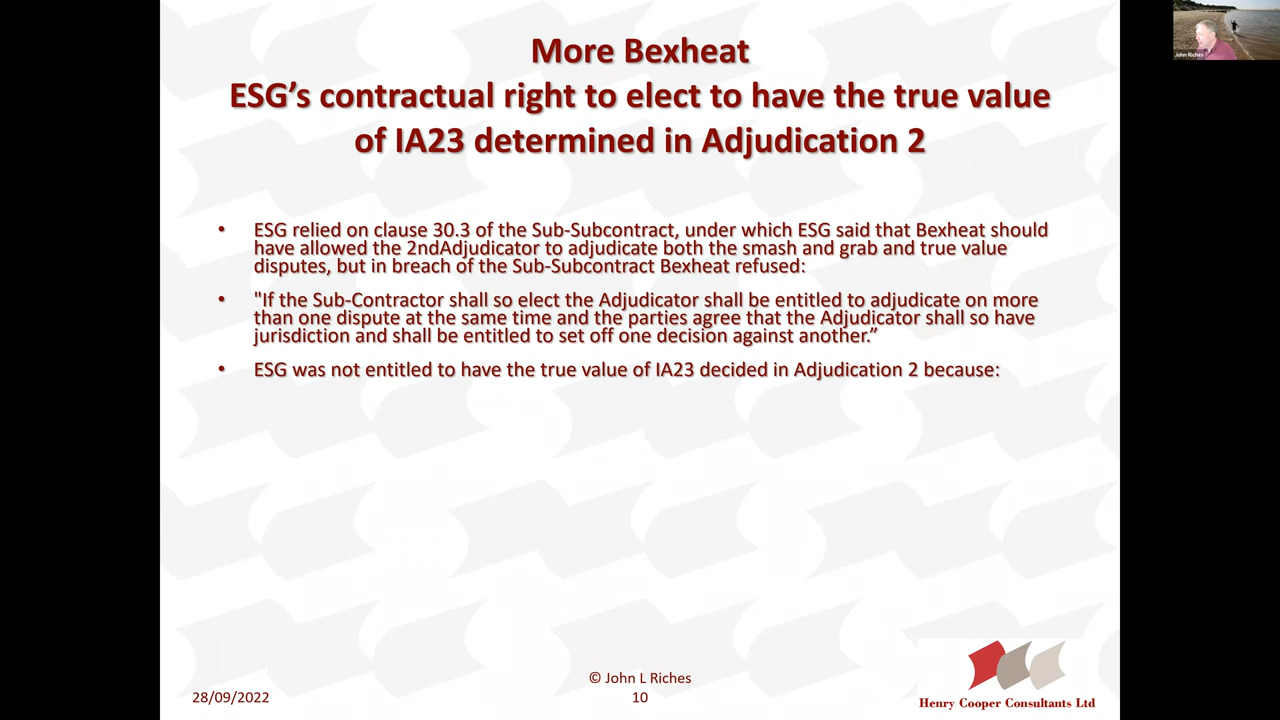 More Bexheat
ESG’s contractual right to elect to have the true value
of IA23 determined in Adjudication 2
• ESG relied on clause 30.3 of the Sub-Subcontract, under which ESG said that Bexheat should
have allowed the 2ndAdjudicator to adjudicate both the smash and grab and true value
disputes, but in breach of the Sub-Subcontract Bexheat refused:
• "If the Sub-Contractor shall so elect the Adjudicator shall be entitled to adjudicate on more
than one dispute at the same time and the parties agree that the Adjudicator shall so have
jurisdiction and shall be entitled to set off one decision against another.”
• ESG was not entitled to have the true value of IA23 decided in Adjudication 2 because:
© John L Riches
28/09/2022
10
Henry Cooper Consultants Ltd
John Riches